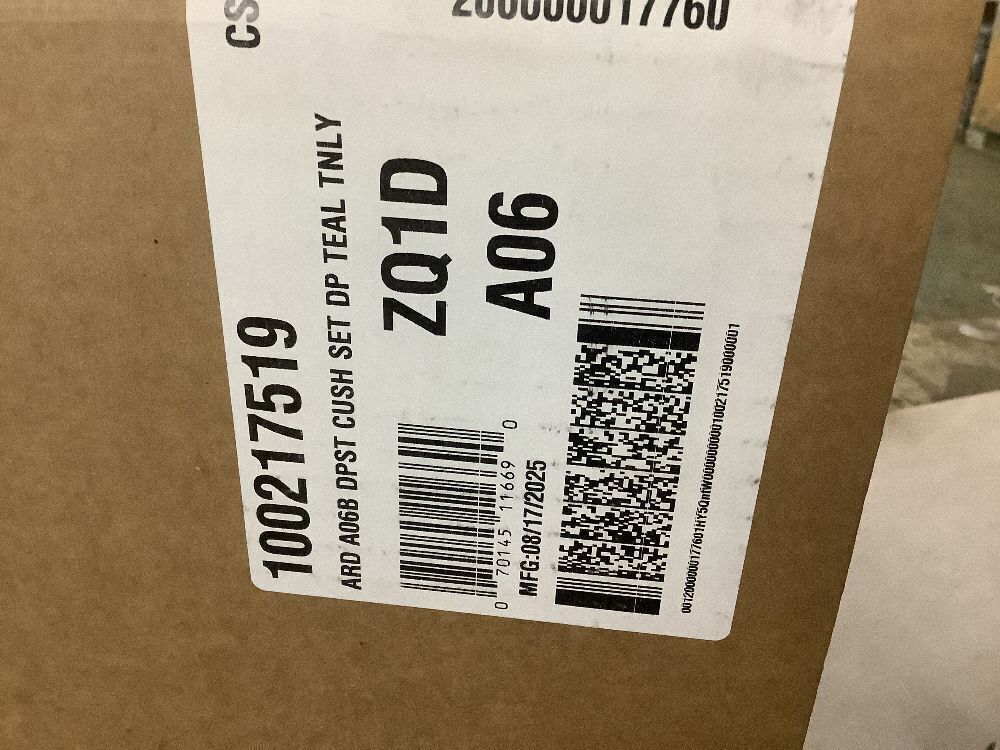 CS
200000017760
100217519
ARD A06B DPST CUSH SET DP TEAL TNLY
ZQ1D
A06
0 70145 11669 0
MFG:08/17/2025